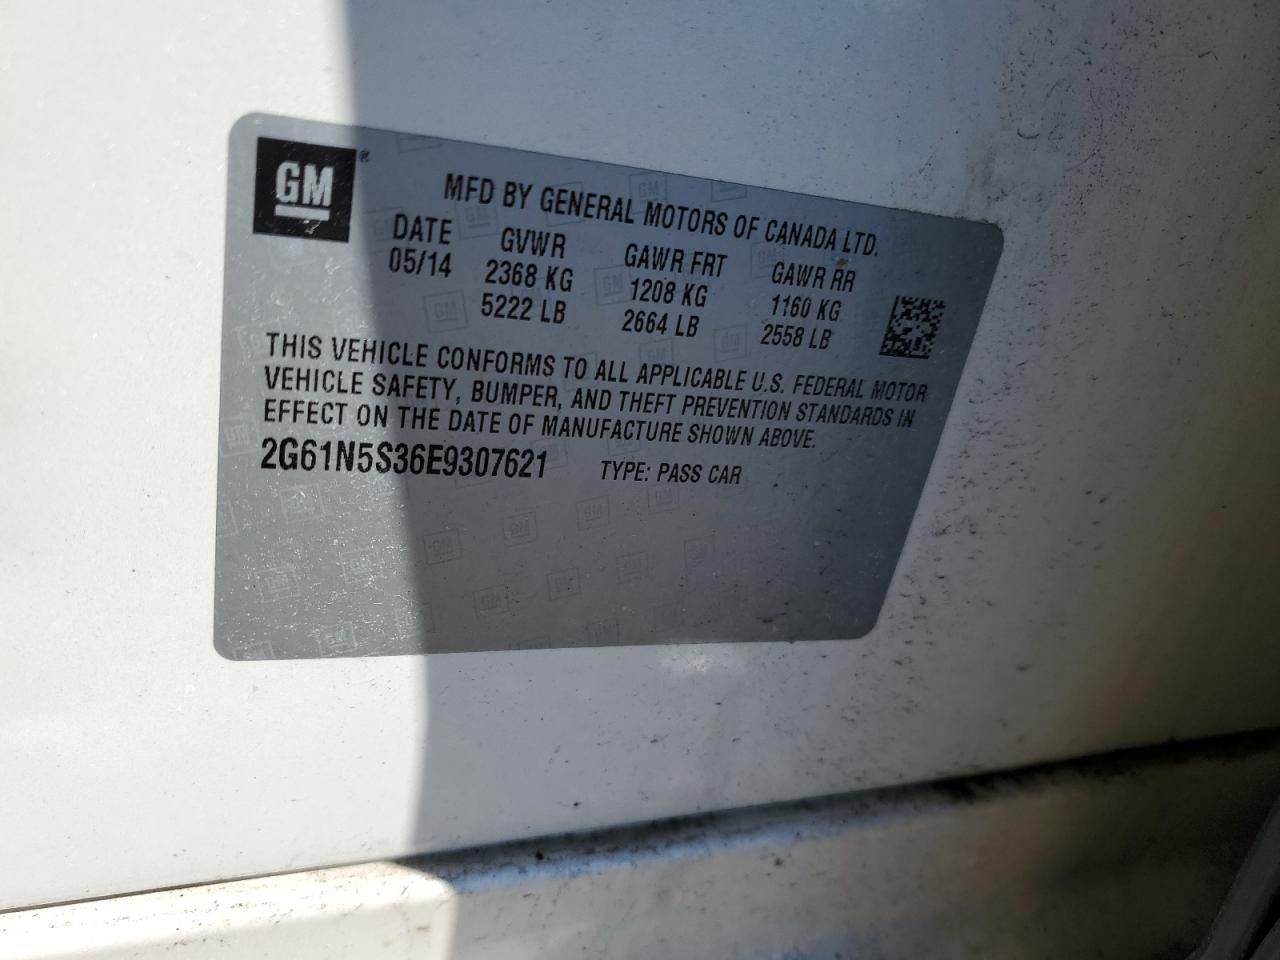 GM®
MFD BY GENERAL MOTORS OF CANADA LTD.
DATE GVWR GAWR FRT GAWR RR
05/14 2368 KG 1208 KG 1160 KG
5222 LB 2664 LB 2558 LB
THIS VEHICLE CONFORMS TO ALL APPLICABLE U.S. FEDERAL MOTOR
VEHICLE SAFETY, BUMPER, AND THEFT PREVENTION STANDARDS IN
EFFECT ON THE DATE OF MANUFACTURE SHOWN ABOVE.
2G61N5S36E9307621 TYPE: PASS CAR